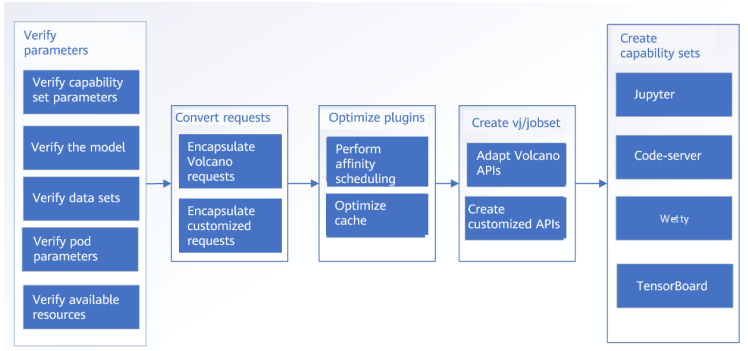 Verify
parameters
Verify capability
set parameters
Verify the model
Verify data sets
Verify pod
parameters
Verify available
resources
Convert requests
Encapsulate
Volcano
requests
Encapsulate
customized
requests
Optimize plugins
Perform
affinity
scheduling
Optimize
cache
Create vj/jobset
Adapt Volcano
APIs
Create
customized APIs
Create
capability sets
Jupyter
Code-server
Wetty
TensorBoard